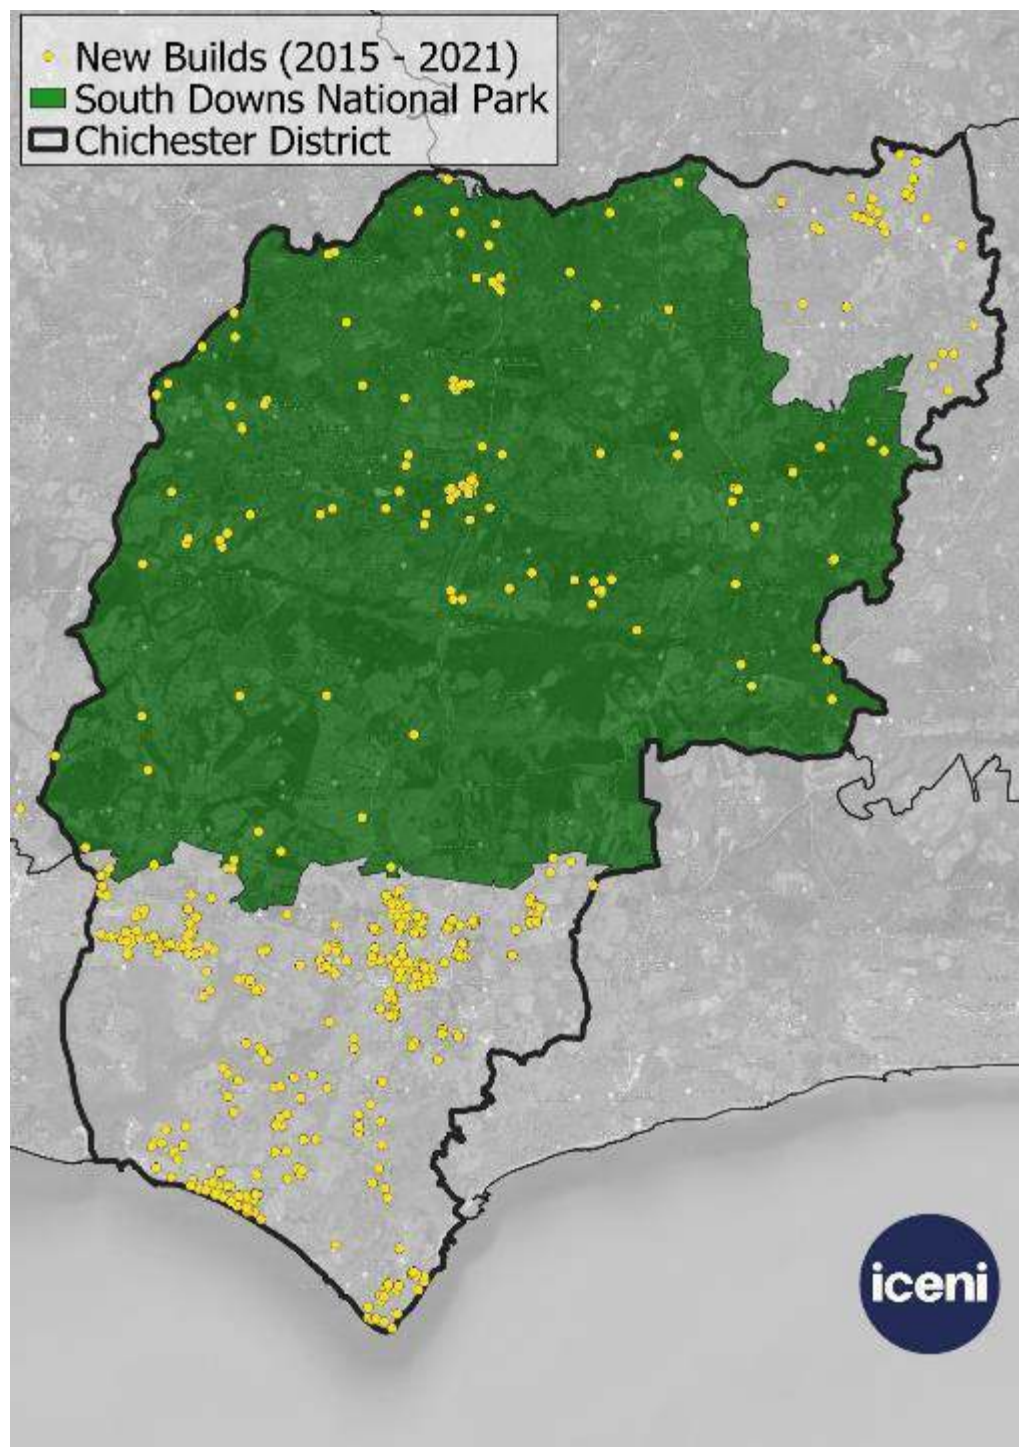 New Builds (2015 - 2021)
South Downs National Park
Chichester District
iceni